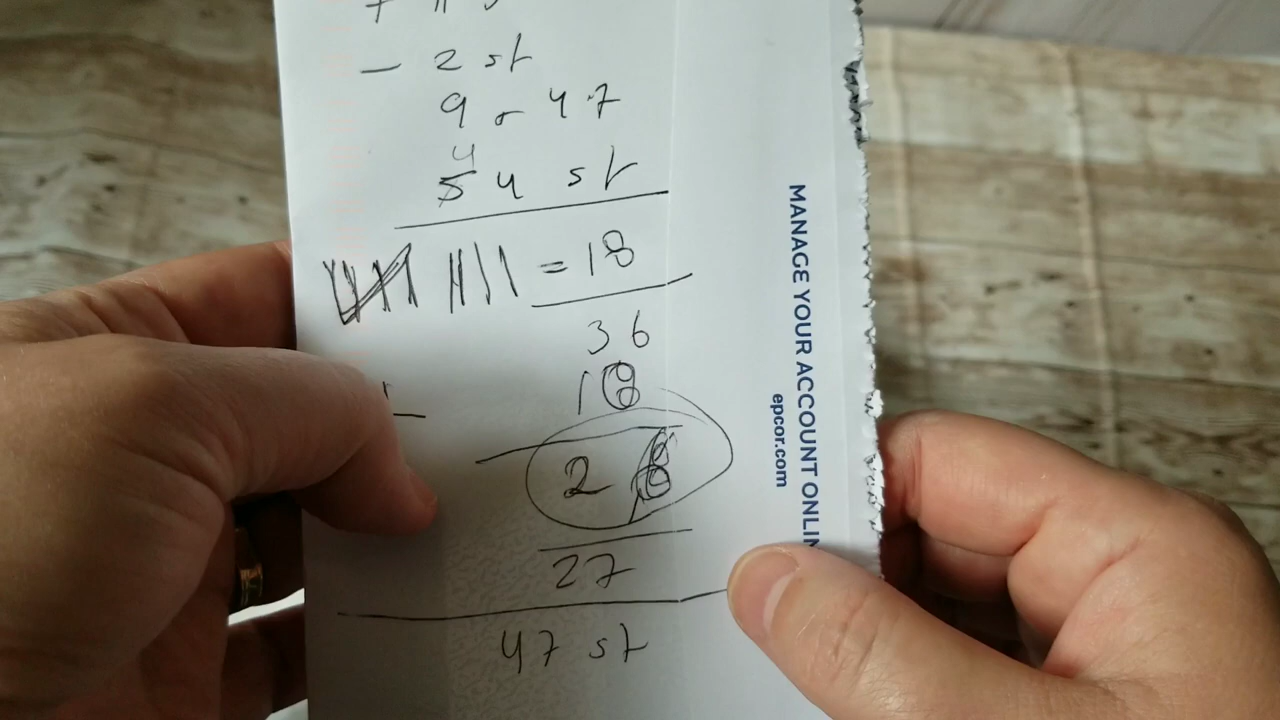 - 2 st
9 or 47
4
5 4 st
= 18
36
18
2
27
47 st
MANAGE YOUR ACCOUNT ONLIN
epcor.com